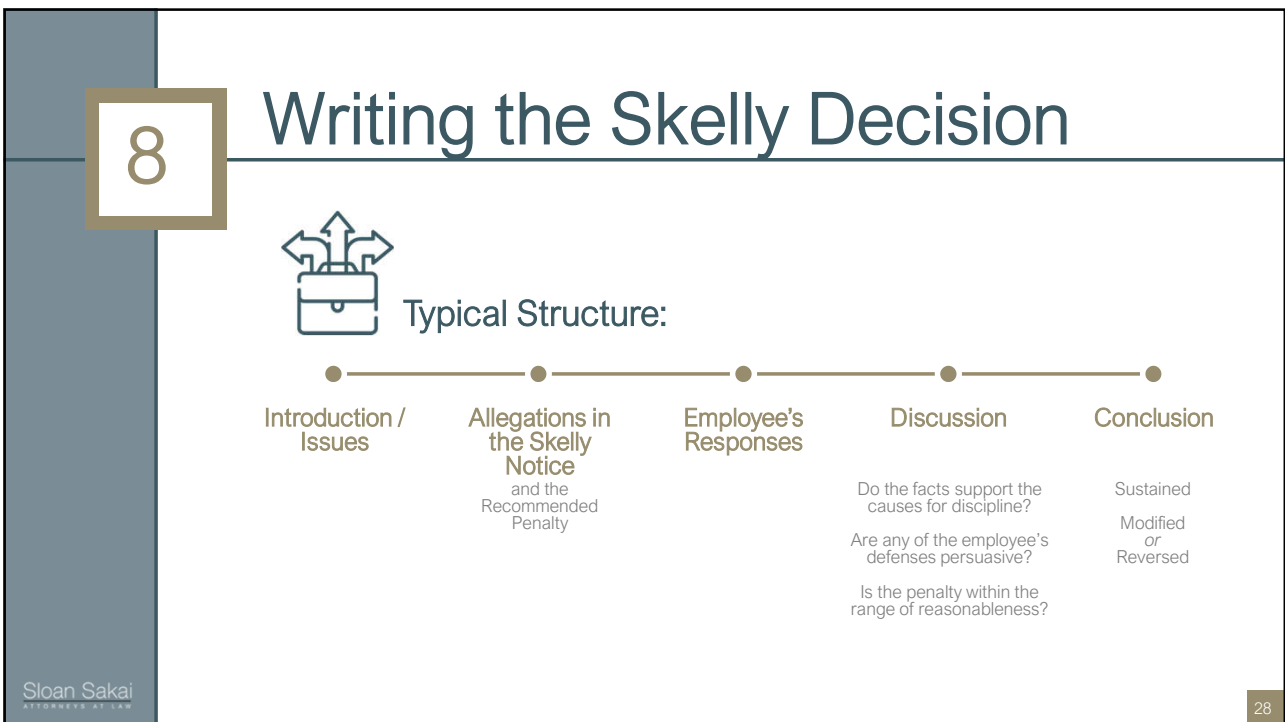 8
Writing the Skelly Decision
Typical Structure:
Introduction /
Issues
Allegations in
the Skelly
Notice
and the
Recommended
Penalty
Employee’s
Responses
Discussion
Do the facts support the
causes for discipline?
Are any of the employee’s
defenses persuasive?
Is the penalty within the
range of reasonableness?
Conclusion
Sustained
Modified
or
Reversed
Sloan Sakai
ATTORNEYS AT LAW
28